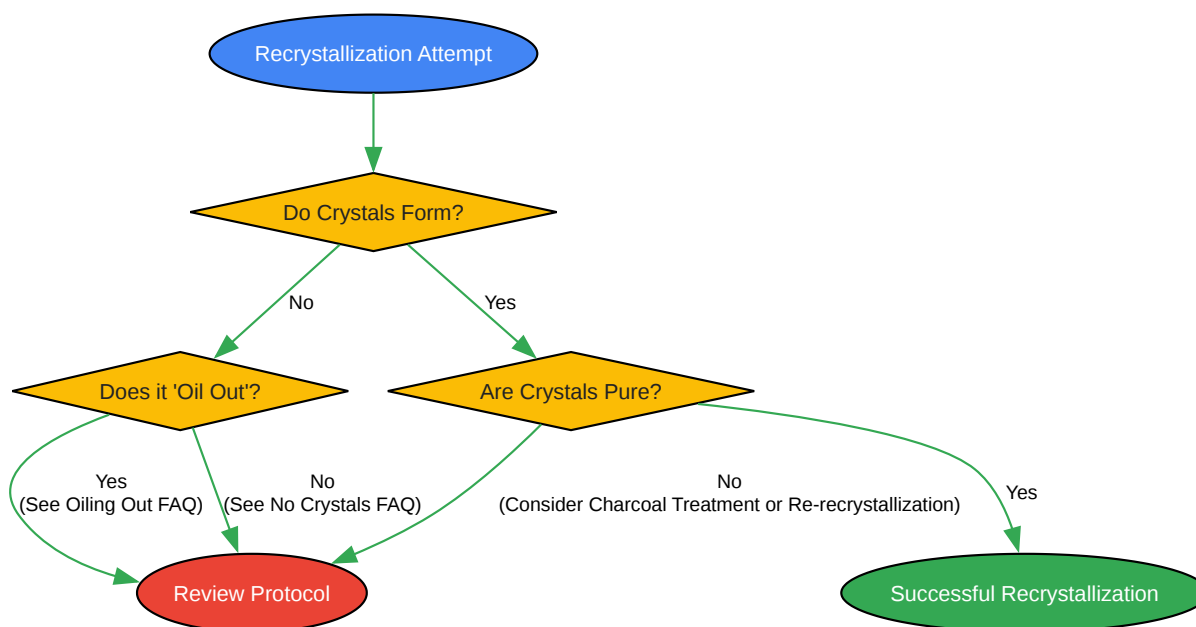 Recrystallization Attempt
Do Crystals Form?
No
Yes
Does it 'Oil Out'?
Are Crystals Pure?
Yes
(See Oiling Out FAQ)
No
(See No Crystals FAQ)
No
(Consider Charcoal Treatment or Re-recrystallization)
Yes
Review Protocol
Successful Recrystallization